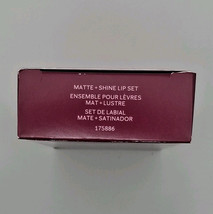 MATTE + SHINE LIP SET
ENSEMBLE POUR LÈVRES
MAT + LUSTRE
SET DE LABIAL
MATE + SATINADOR
175886